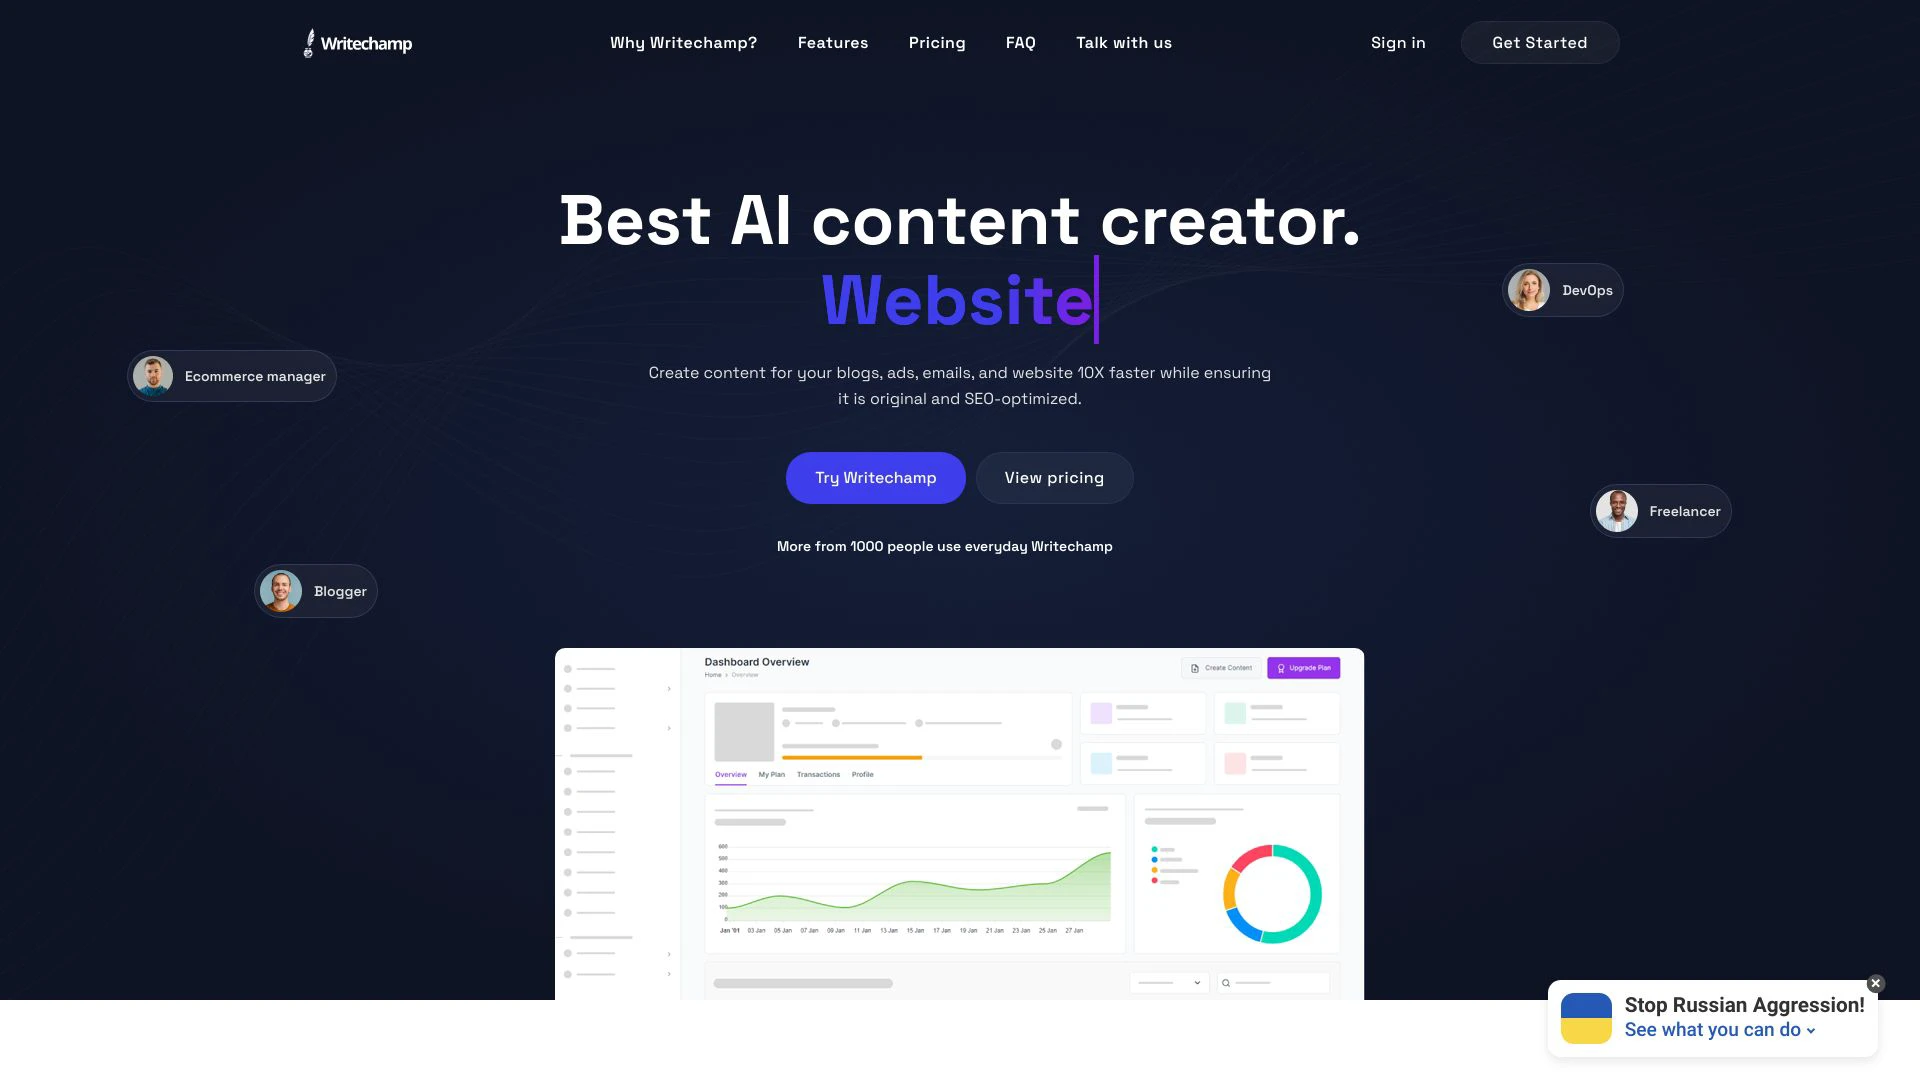 Writechamp
Why Writechamp?
Features
Pricing
FAQ
Talk with us
Sign in
Get Started
Best AI content creator.
Website
DevOps
Ecommerce manager
Create content for your blogs, ads, emails, and website 10X faster while ensuring
it is original and SEO-optimized.
Try Writechamp
View pricing
Freelancer
More from 1000 people use everyday Writechamp
Blogger
Dashboard Overview
Home > Overview
Create Content
Upgrade Plan
Overview
My Plan
Transactions
Profile
600
500
400
300
200
100
0
Jan '01
03 Jan
05 Jan
07 Jan
09 Jan
11 Jan
13 Jan
15 Jan
17 Jan
19 Jan
21 Jan
23 Jan
25 Jan
27 Jan
Stop Russian Aggression!
See what you can do